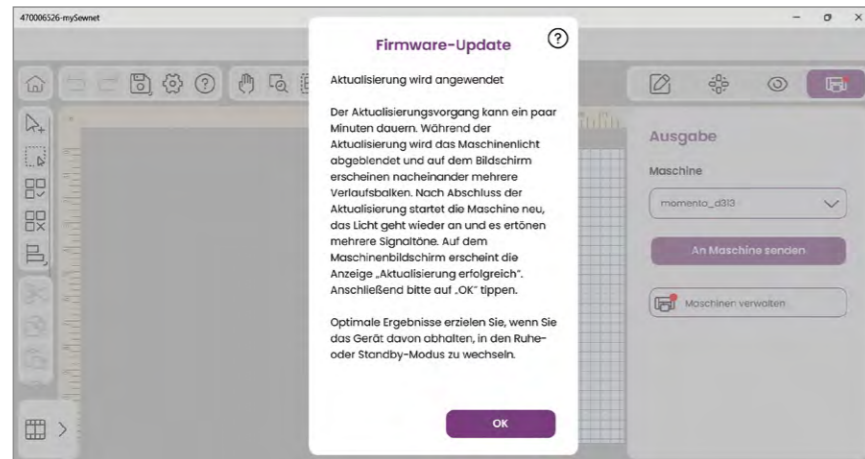 470006526-mySewnet
Firmware-Update
Aktualisierung wird angewendet
Der Aktualisierungsvorgang kann ein paar
Minuten dauern. Während der
Aktualisierung wird das Maschinenlicht
abgeblendet und auf dem Bildschirm
erscheinen nacheinander mehrere
Verlaufsbalken. Nach Abschluss der
Aktualisierung startet die Maschine neu,
das Licht geht wieder an und es ertönen
mehrere Signaltöne. Auf dem
Maschinenbildschirm erscheint die
Anzeige „Aktualisierung erfolgreich“.
Anschließend bitte auf „OK“ tippen.
Optimale Ergebnisse erzielen Sie, wenn Sie
das Gerät davon abhalten, in den Ruhe-
oder Standby-Modus zu wechseln.
OK
Ausgabe
Maschine
momento_d313
An Maschine senden
Maschinen verwalten